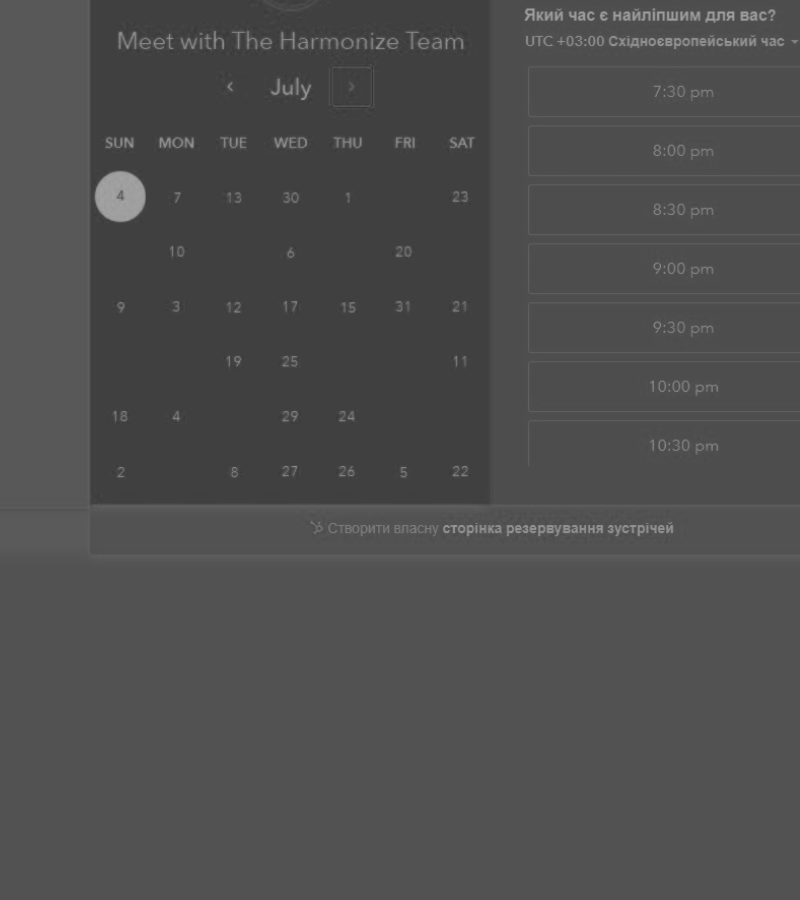 Meet with The Harmonize Team
July
SUN MON TUE WED THU FRI SAT
4 7 13 30 1 23
10 6 20
9 3 12 17 15 31 21
19 25 11
18 4 29 24
2 8 27 26 5 22
Який час є найліпшим для вас?
UTC +03:00 Східноєвропейський час
7:30 pm
8:00 pm
8:30 pm
9:00 pm
9:30 pm
10:00 pm
10:30 pm
Створити власну сторінка резервування зустрічей